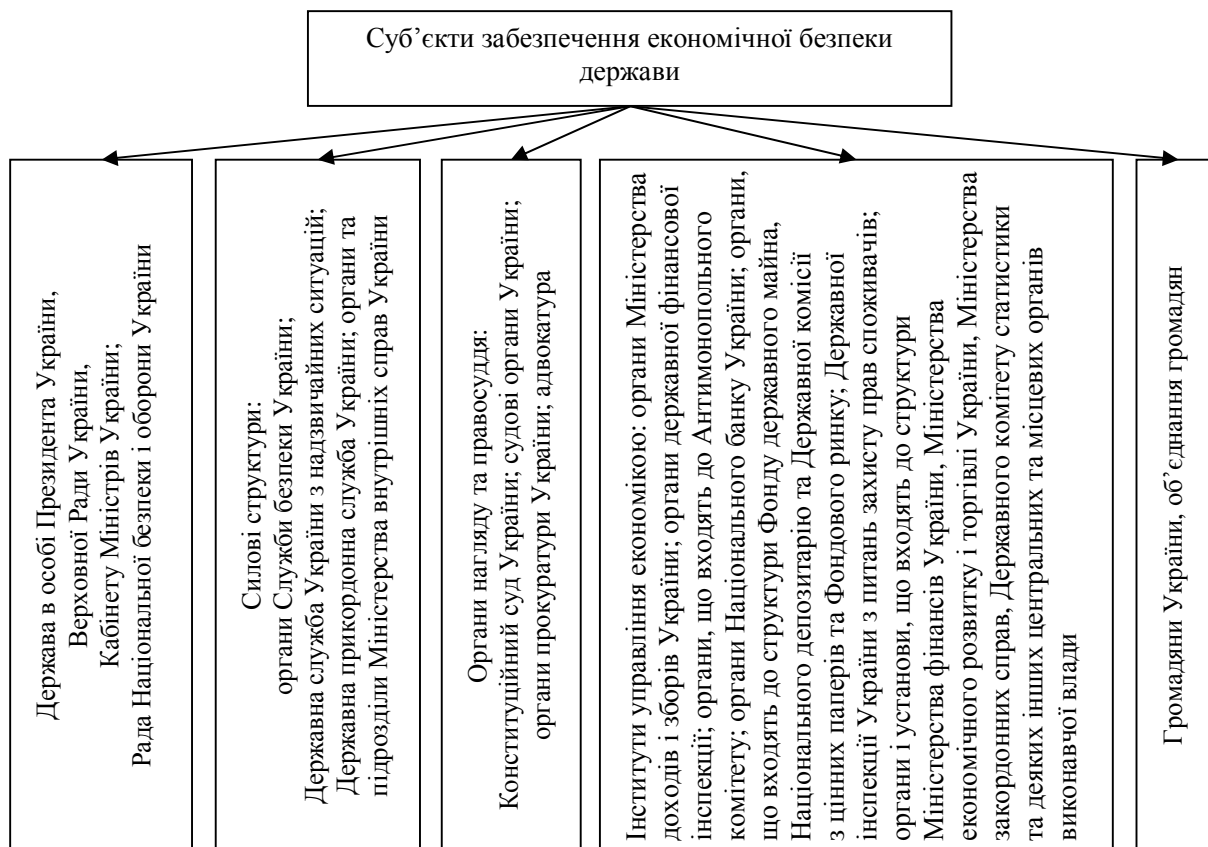 Суб’єкти забезпечення економічної безпеки
держави
Держава в особі Президента України,
Верховної Ради України,
Кабінету Міністрів України;
Рада Національної безпеки і оборони України
Силові структури:
органи Служби безпеки України;
Державна служба України з надзвичайних ситуацій;
Державна прикордонна служба України; органи та
підрозділи Міністерства внутрішніх справ України
Органи нагляду та правосуддя:
Конституційний суд України; судові органи України;
органи прокуратури України; адвокатура
Інститути управління економікою: органи Міністерства
доходів і зборів України; органи державної фінансової
інспекції; органи, що входять до Антимонопольного
комітету; органи Національного банку України; органи,
що входять до структури Фонду державного майна,
Національного депозитарію та Державної комісії
з цінних паперів та Фондового ринку; Державної
інспекції України з питань захисту прав споживачів;
органи і установи, що входять до структури
Міністерства фінансів України, Міністерства
економічного розвитку і торгівлі України, Міністерства
закордонних справ, Державного комітету статистики
та деяких інших центральних та місцевих органів
виконавчої влади
Громадяни України, об’єднання громадян